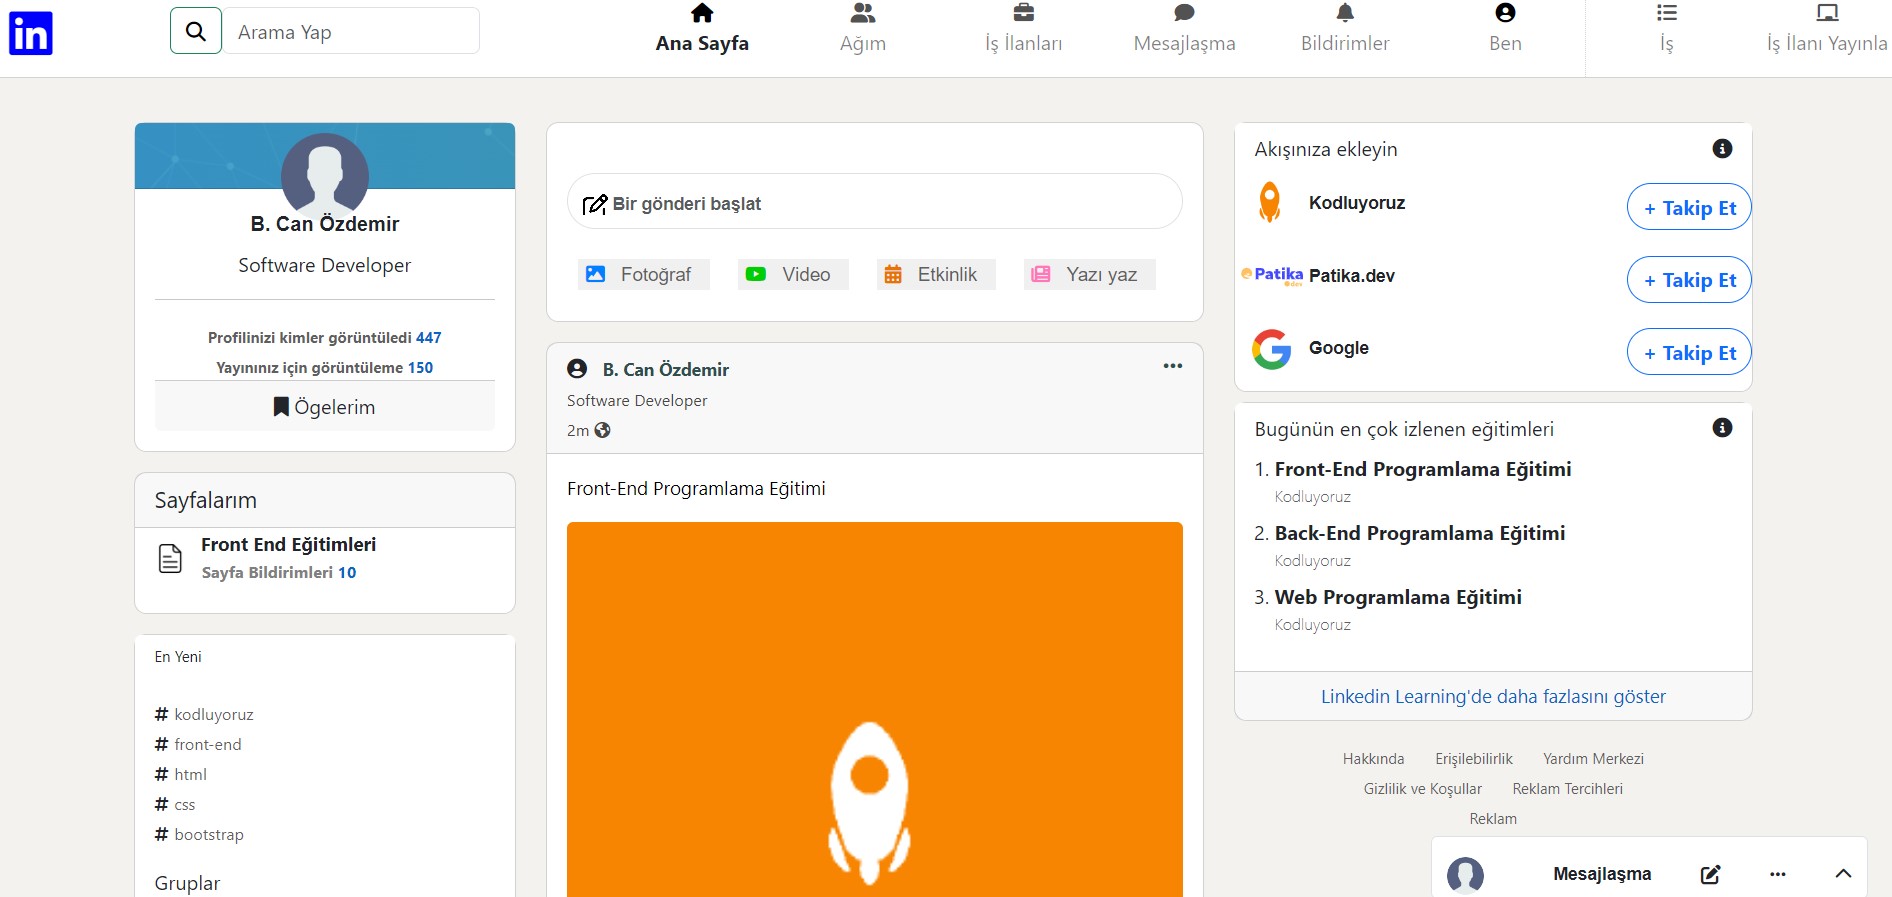 in
Arama Yap
Ana Sayfa
Ağım
İş İlanları
Mesajlaşma
Bildirimler
Ben
İş
İş İlanı Yayınla
B. Can Özdemir
Software Developer
Profilinizi kimler görüntüledi 447
Yayınınız için görüntüleme 150
Ögelerim
Sayfalarım
Front End Eğitimleri
Sayfa Bildirimleri 10
En Yeni
# kodluyoruz
# front-end
# html
# css
# bootstrap
Gruplar
Bir gönderi başlat
Fotoğraf
Video
Etkinlik
Yazı yaz
B. Can Özdemir
Software Developer
2m
Front-End Programlama Eğitimi
Akışınıza ekleyin
Kodluyoruz
+ Takip Et
Patika
dev
Patika.dev
+ Takip Et
Google
+ Takip Et
Bugünün en çok izlenen eğitimleri
1. Front-End Programlama Eğitimi
Kodluyoruz
2. Back-End Programlama Eğitimi
Kodluyoruz
3. Web Programlama Eğitimi
Kodluyoruz
Linkedin Learning'de daha fazlasını göster
Hakkında Erişilebilirlik Yardım Merkezi
Gizlilik ve Koşullar Reklam Tercihleri
Reklam
Mesajlaşma